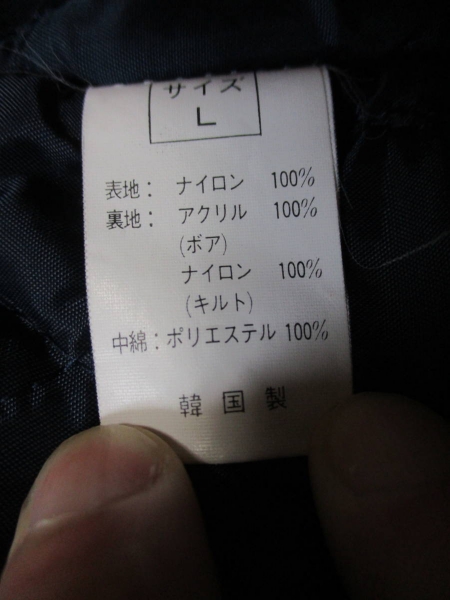 サイズ
L
表地： ナイロン 100%
裏地： アクリル 100%
(ボア)
ナイロン 100%
(キルト)
中綿：ポリエステル 100%
韓国製